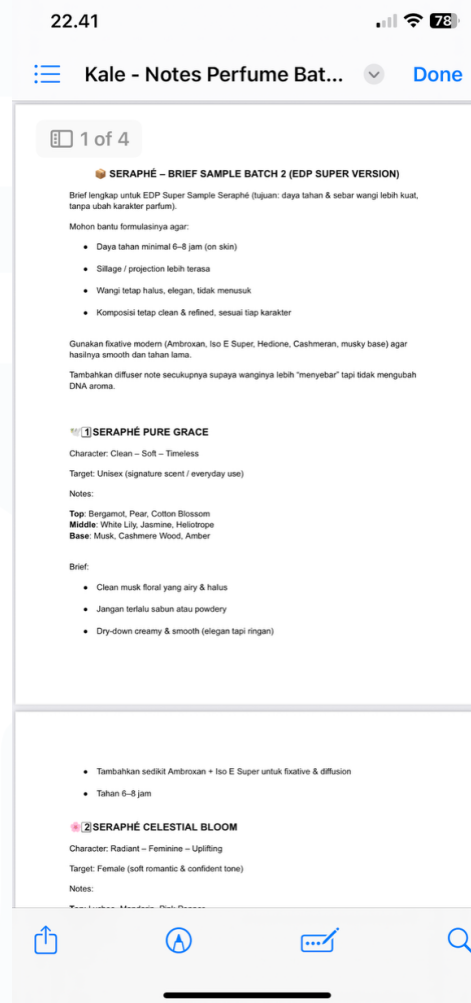 22.41
78
Kale - Notes Perfume Bat...
Done
1 of 4
📦 SERAPHÉ – BRIEF SAMPLE BATCH 2 (EDP SUPER VERSION)
Brief lengkap untuk EDP Super Sample Seraphé (tujuan: daya tahan & sebar wangi lebih kuat,
tanpa ubah karakter parfum).
Mohon bantu formulasinya agar:
● Daya tahan minimal 6–8 jam (on skin)
● Sillage / projection lebih terasa
● Wangi tetap halus, elegan, tidak menusuk
● Komposisi tetap clean & refined, sesuai tiap karakter
Gunakan fixative modern (Ambroxan, Iso E Super, Hedione, Cashmeran, musky base) agar
hasilnya smooth dan tahan lama.
Tambahkan diffuser note secukupnya supaya wanginya lebih “menyebar” tapi tidak mengubah
DNA aroma.
🕊️1️⃣SERAPHÉ PURE GRACE
Character: Clean – Soft – Timeless
Target: Unisex (signature scent / everyday use)
Notes:
Top: Bergamot, Pear, Cotton Blossom
Middle: White Lily, Jasmine, Heliotrope
Base: Musk, Cashmere Wood, Amber
Brief:
● Clean musk floral yang airy & halus
● Jangan terlalu sabun atau powdery
● Dry-down creamy & smooth (elegan tapi ringan)
● Tambahkan sedikit Ambroxan + Iso E Super untuk fixative & diffusion
● Tahan 6–8 jam
🌸2️⃣SERAPHÉ CELESTIAL BLOOM
Character: Radiant – Feminine – Uplifting
Target: Female (soft romantic & confident tone)
Notes: